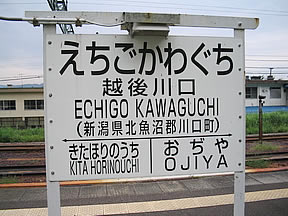 えちごかわぐち
越後川口
ECHIGO KAWAGUCHI
(新潟県北魚沼郡川口町)
きたほりのうち
KITA HORINOUCHI
おぢや
OJIYA